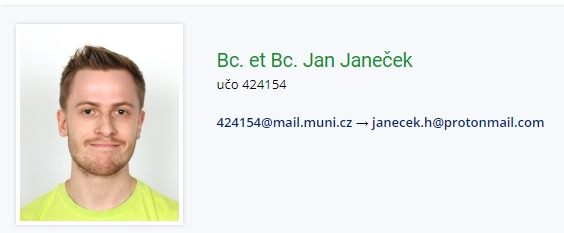 Bc. et Bc. Jan Janeček
učo 424154
424154@mail.muni.cz → janecek.h@protonmail.com